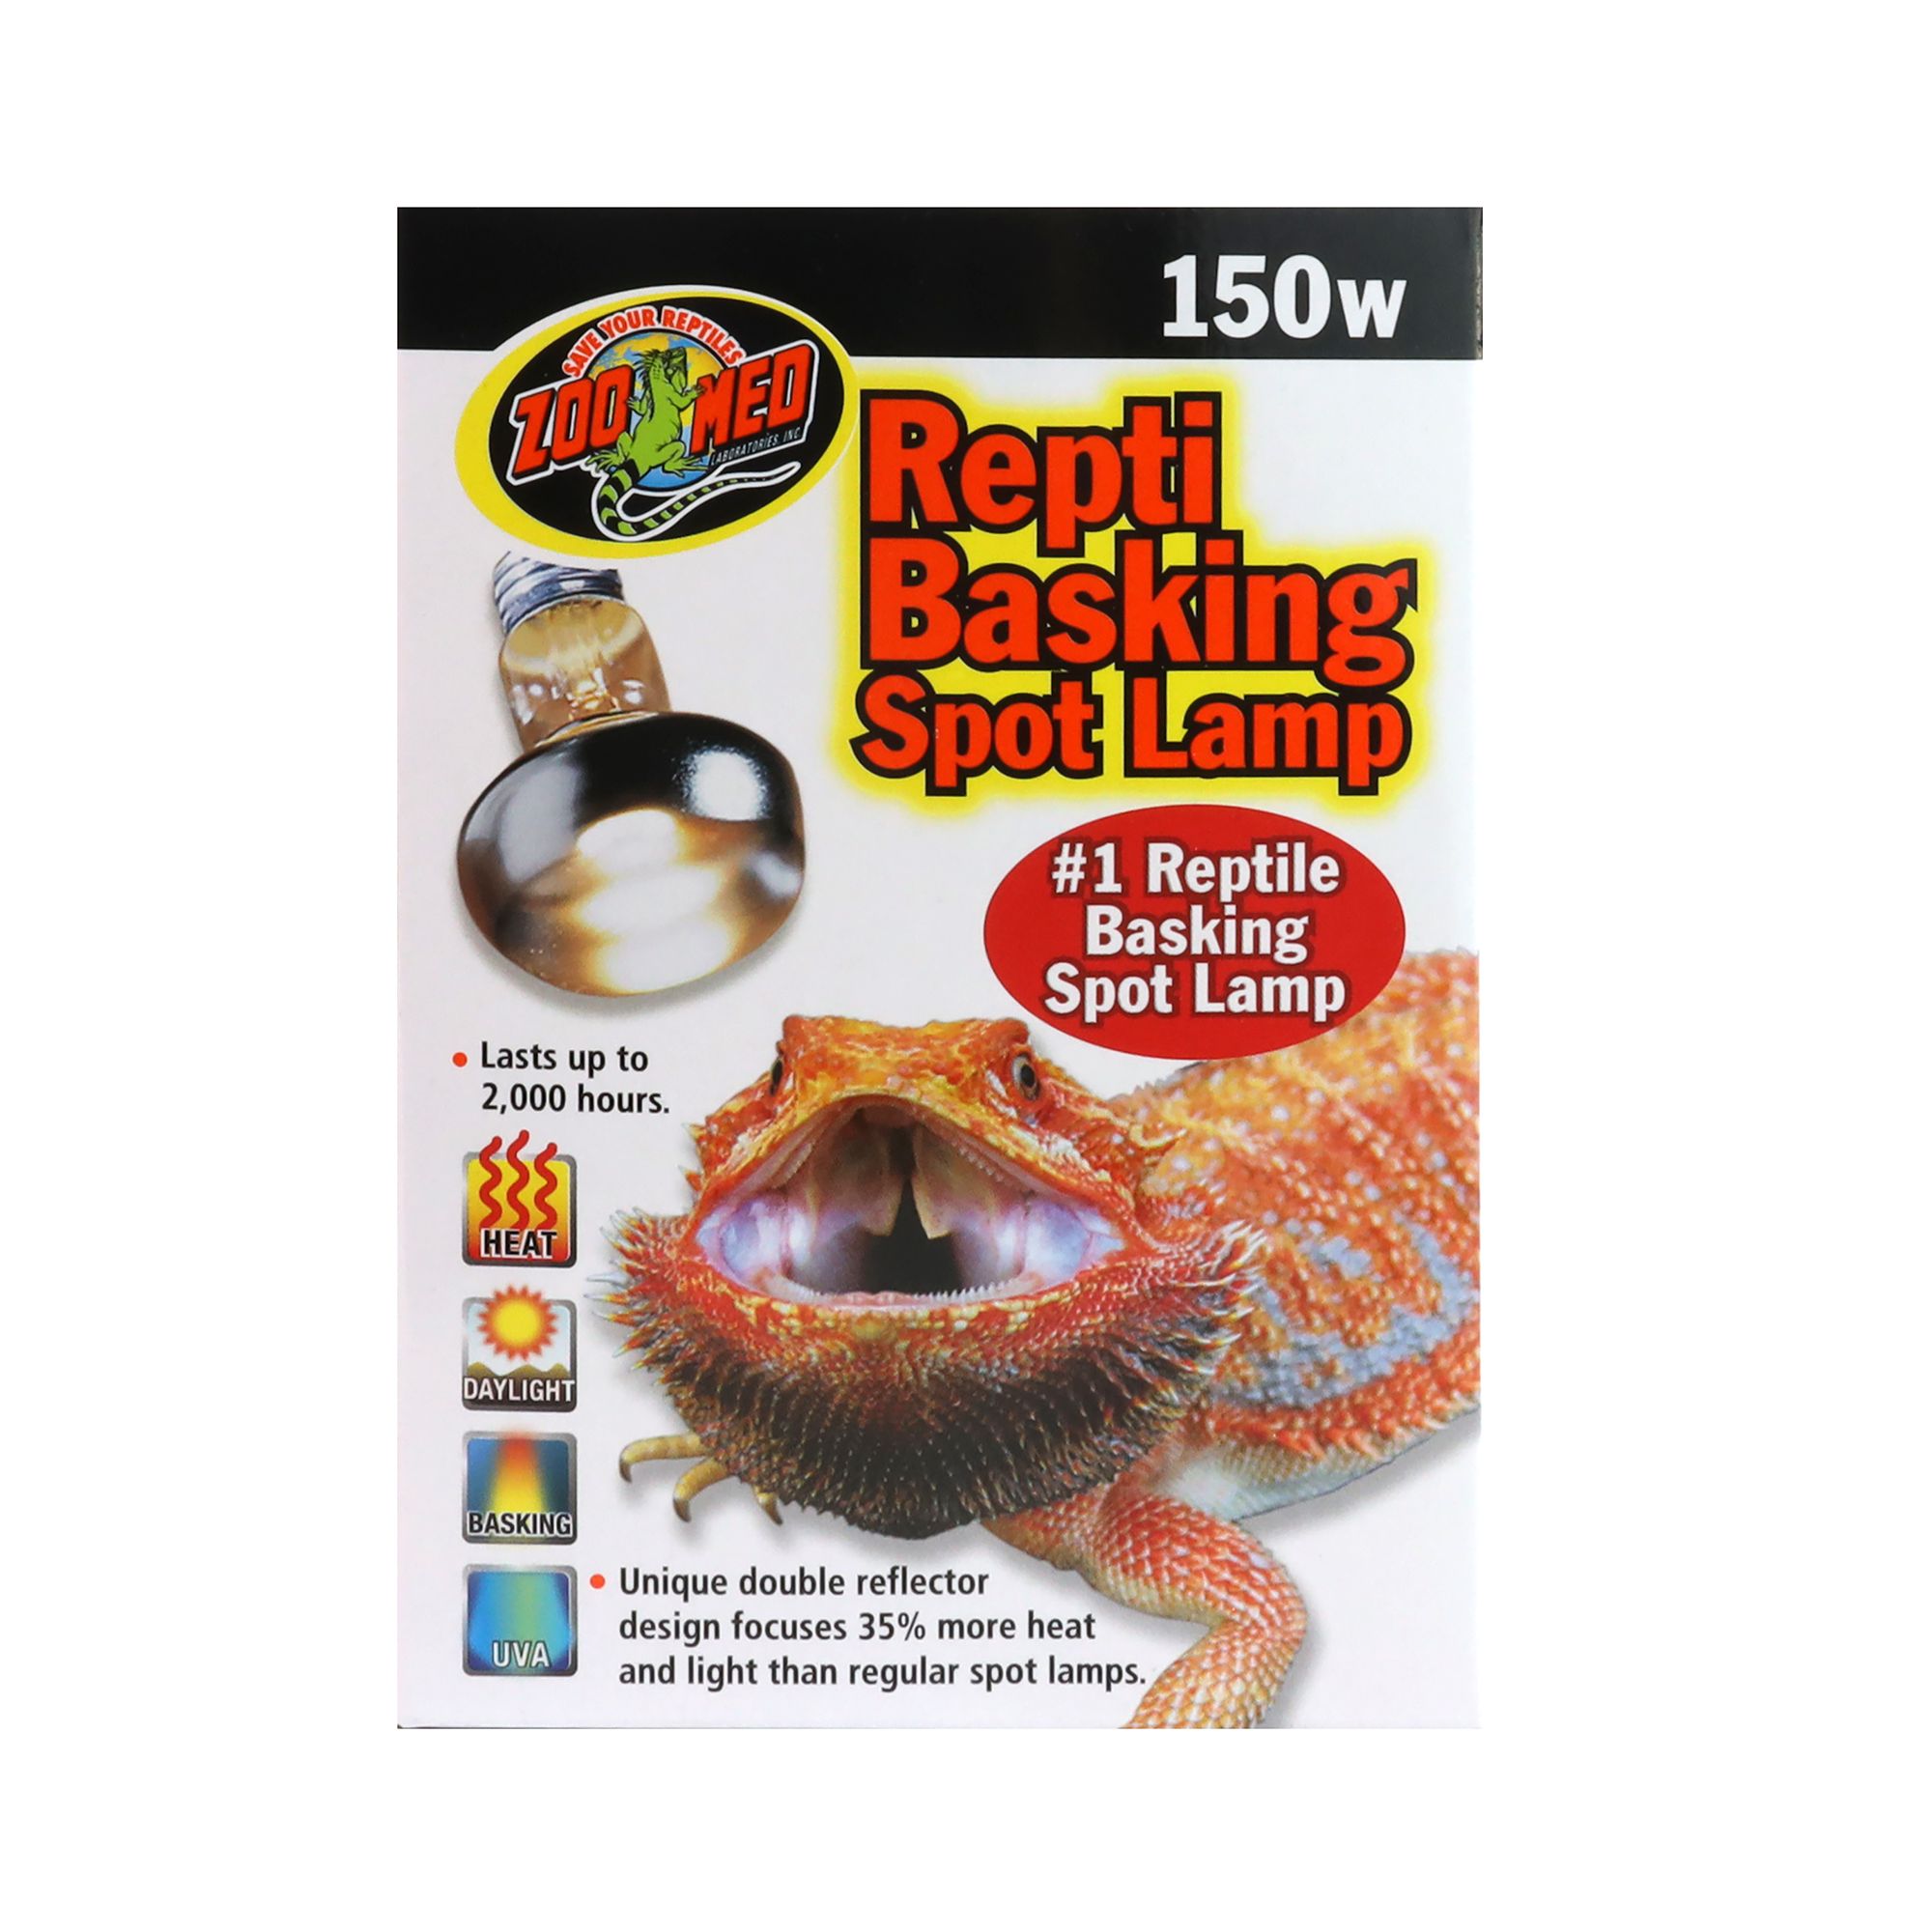 150w
SAVE YOUR REPTILES
ZOO MED
LABORATORIES, INC.
Repti
Basking
Spot Lamp
#1 Reptile
Basking
Spot Lamp
• Lasts up to
2,000 hours.
HEAT
DAYLIGHT
BASKING
UVA
• Unique double reflector
design focuses 35% more heat
and light than regular spot lamps.